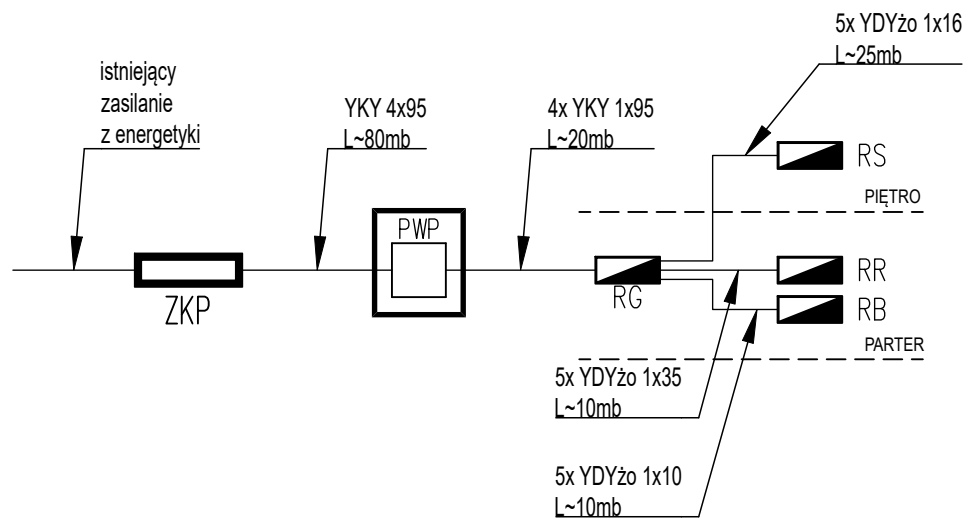 5x YDYżo 1x16
L~25mb
istniejący
zasilanie
z energetyki
YKY 4x95
L~80mb
4x YKY 1x95
L~20mb
RS
PIĘTRO
PWP
ZKP
RG
RR
RB
PARTER
5x YDYżo 1x35
L~10mb
5x YDYżo 1x10
L~10mb